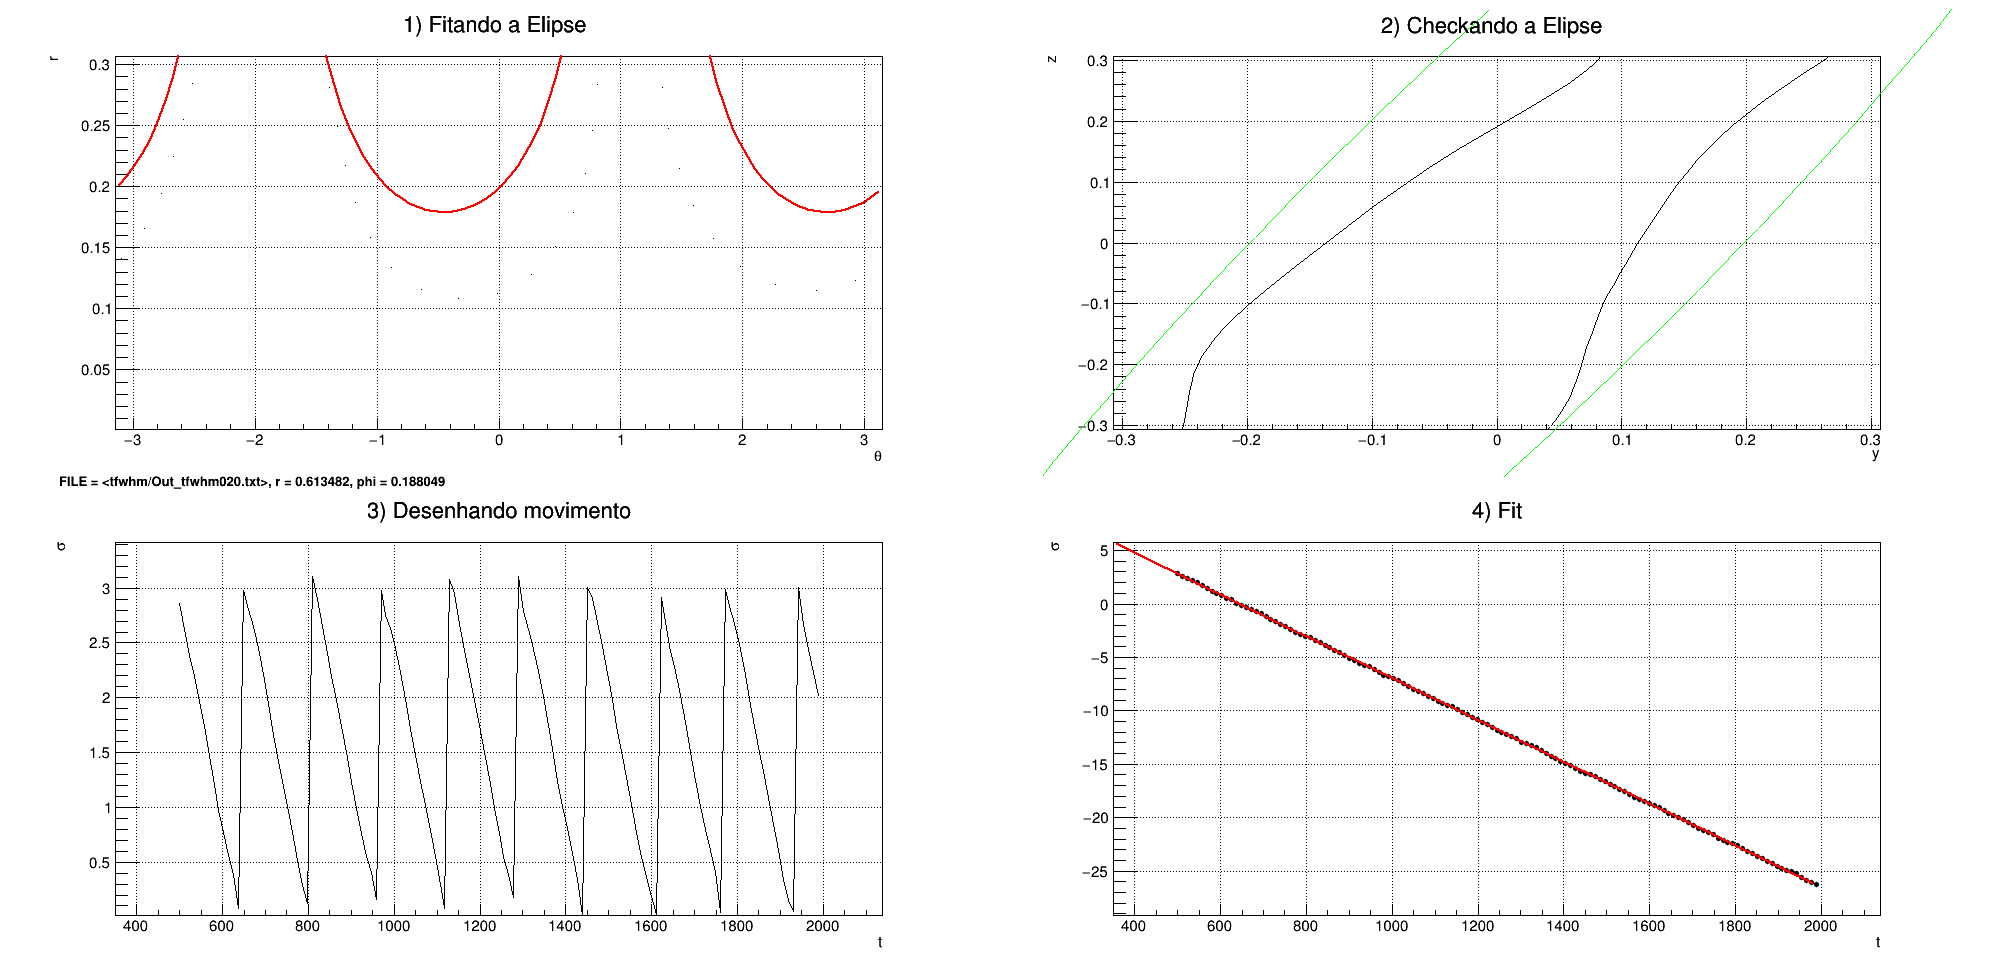 1) Fitando a Elipse
r
0.3
0.25
0.2
0.15
0.1
0.05
−3 −2 −1 0 1 2 3
θ
2) Checkando a Elipse
z
0.3
0.2
0.1
0
−0.1
−0.2
−0.3
−0.3 −0.2 −0.1 0 0.1 0.2 0.3
y
FILE = <tfwhm/Out_tfwhm020.txt>, r = 0.613482, phi = 0.188049
3) Desenhando movimento
σ
3
2.5
2
1.5
1
0.5
400 600 800 1000 1200 1400 1600 1800 2000
t
4) Fit
σ
5
0
−5
−10
−15
−20
−25
400 600 800 1000 1200 1400 1600 1800 2000
t